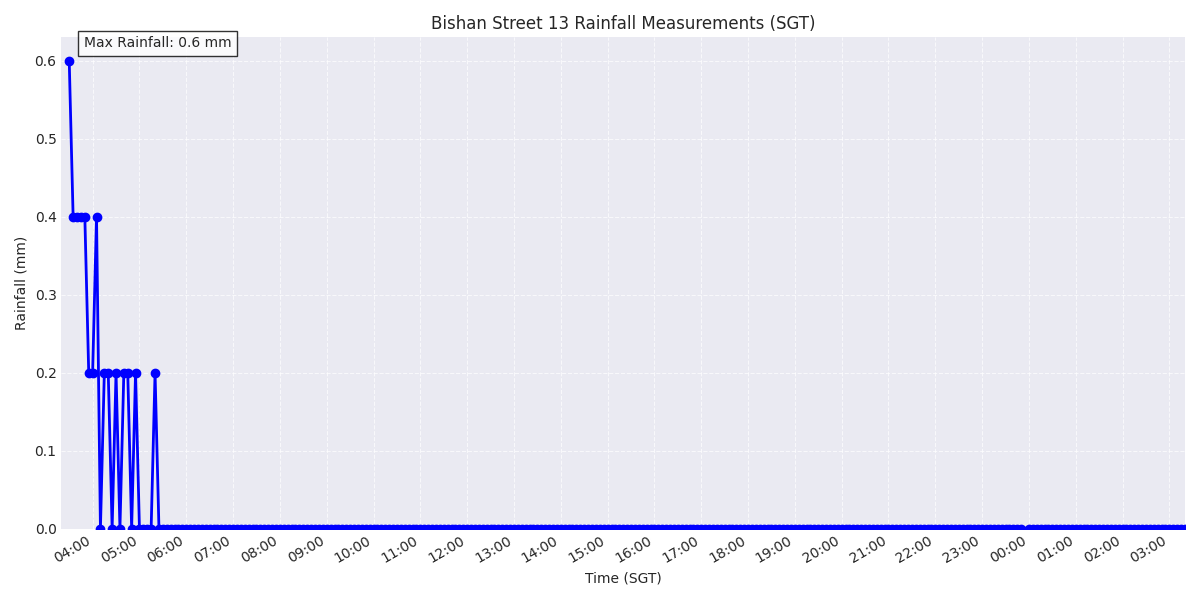 Bishan Street 13 Rainfall Measurements (SGT)
Max Rainfall: 0.6 mm
0.6
0.5
0.4
0.3
0.2
0.1
0.0
Rainfall (mm)
04:00 05:00 06:00 07:00 08:00 09:00 10:00 11:00 12:00 13:00 14:00 15:00 16:00 17:00 18:00 19:00 20:00 21:00 22:00 23:00 00:00 01:00 02:00 03:00
Time (SGT)